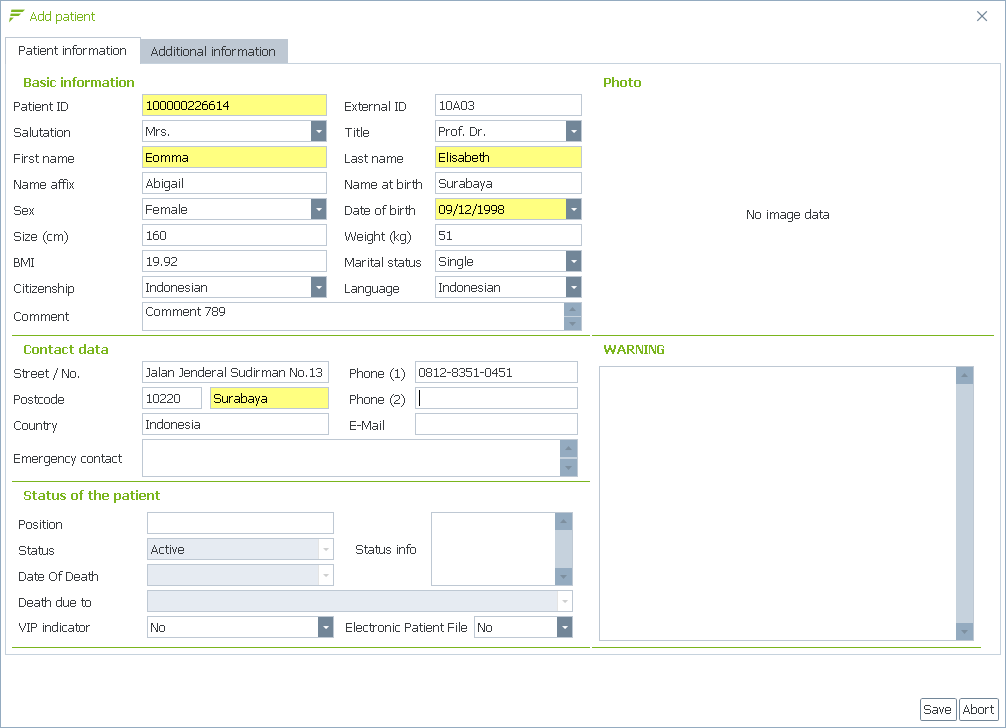 Add patient
Patient information Additional information
Basic information Photo
Patient ID 100000226614 External ID 10A03
Salutation Mrs. Title Prof. Dr.
First name Eomma Last name Elisabeth
Name affix Abigail Name at birth Surabaya
No image data
Sex Female Date of birth 09/12/1998
Size (cm) 160 Weight (kg) 51
BMI 19.92 Marital status Single
Citizenship Indonesian Language Indonesian
Comment Comment 789
Contact data WARNING
Street / No. Jalan Jenderal Sudirman No.13 Phone (1) 0812-8351-0451
Postcode 10220 Surabaya Phone (2)
Country Indonesia E-Mail
Emergency contact
Status of the patient
Position
Status Active Status info
Date Of Death
Death due to
VIP indicator No Electronic Patient File No
Save Abort